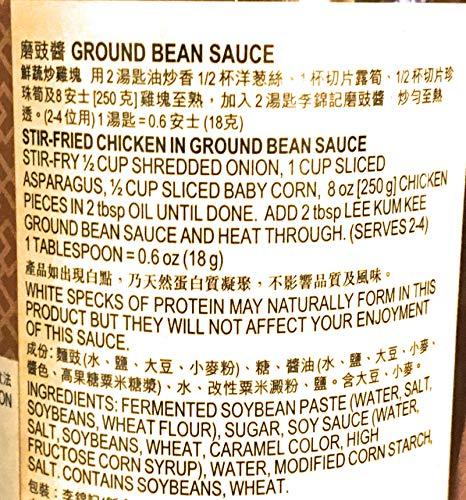 磨豉醬 GROUND BEAN SAUCE
鮮蔬炒雞塊 用 2 湯匙油炒香 1/2 杯洋葱絲、1 杯切片露筍、1/2 杯切片珍
珠筍及8 安士 [250 克] 雞塊至熟，加入 2 湯匙李錦記磨豉醬 炒勻至熱
透。(2-4 位用) 1 湯匙 = 0.6 安士 (18克)
STIR-FRIED CHICKEN IN GROUND BEAN SAUCE
STIR-FRY ½ CUP SHREDDED ONION, 1 CUP SLICED
ASPARAGUS, ½ CUP SLICED BABY CORN, 8 oz [250 g] CHICKEN
PIECES IN 2 tbsp OIL UNTIL DONE. ADD 2 tbsp LEE KUM KEE
GROUND BEAN SAUCE AND HEAT THROUGH. (SERVES 2-4)
1 TABLESPOON = 0.6 oz (18 g)
產品如出現白點，乃天然蛋白質凝聚，不影響品質及風味。
WHITE SPECKS OF PROTEIN MAY NATURALLY FORM IN THIS
PRODUCT BUT THEY WILL NOT AFFECT YOUR ENJOYMENT
OF THIS SAUCE.
成份：麵豉 (水、鹽、大豆、小麥粉)、糖、醬油 (水、鹽、大豆、小麥、
醬色、高果糖粟米糖漿)、水、改性粟米澱粉、鹽。含大豆、小麥。
INGREDIENTS: FERMENTED SOYBEAN PASTE (WATER, SALT,
SOYBEANS, WHEAT FLOUR), SUGAR, SOY SAUCE (WATER,
SALT, SOYBEANS, WHEAT, CARAMEL COLOR, HIGH
FRUCTOSE CORN SYRUP), WATER, MODIFIED CORN STARCH,
SALT. CONTAINS SOYBEANS, WHEAT.
包裝：李錦記
法
ON